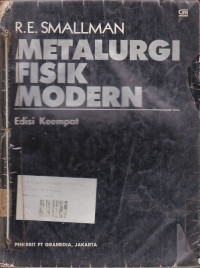 R.E. SMALLMAN
METALURGI
FISIK
MODERN
Edisi Keempat
PENERBIT PT GRAMEDIA, JAKARTA